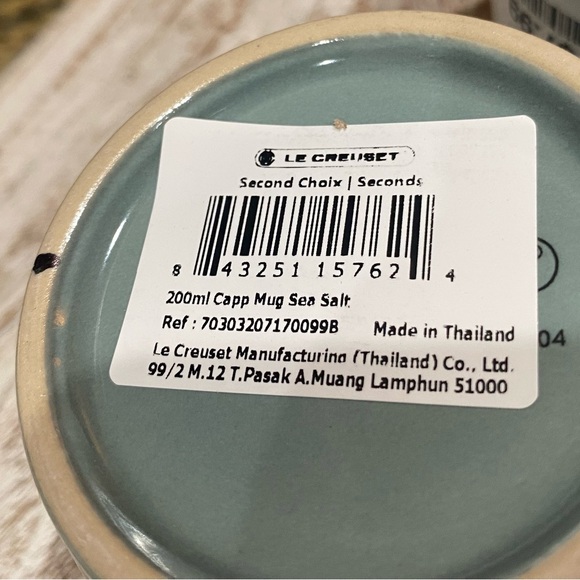 LE CREUSET
Second Choix | Seconds
8 43251 15762 4
200ml Capp Mug Sea Salt
Ref : 70303207170099B Made in Thailand
Le Creuset Manufacturing (Thailand) Co., Ltd.
99/2 M.12 T.Pasak A.Muang Lamphun 51000
04